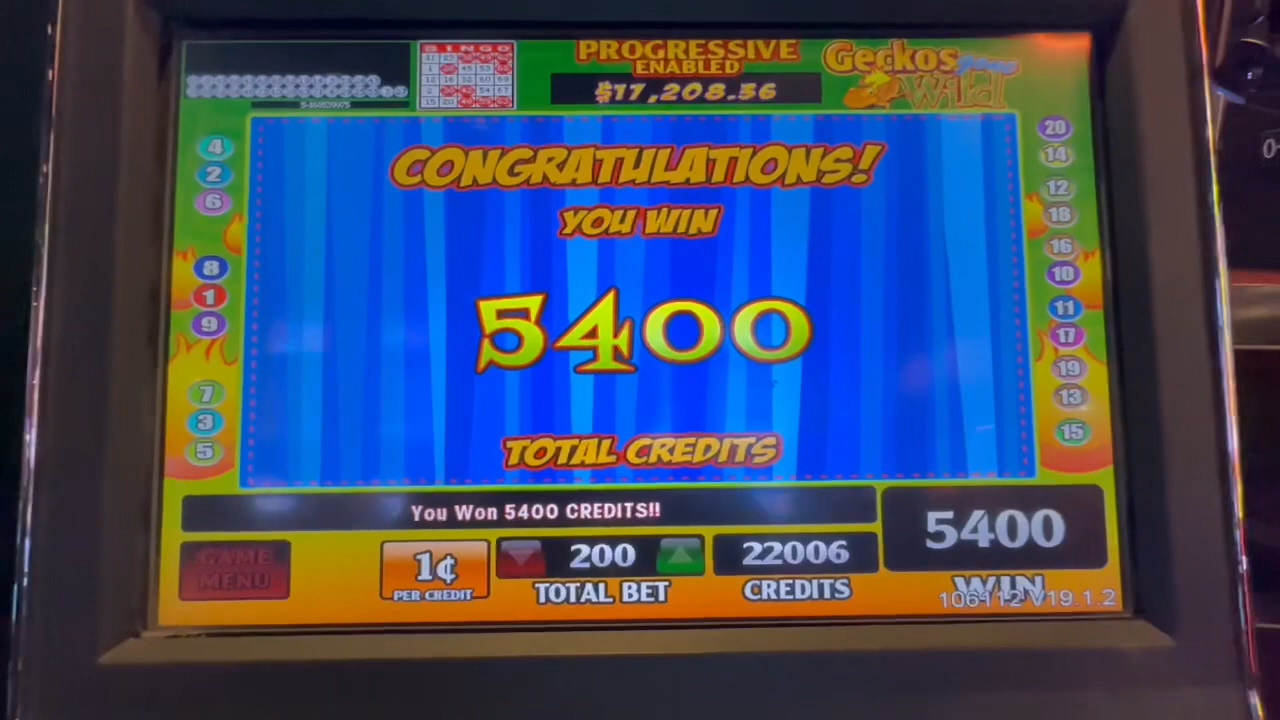 BINGO
PROGRESSIVE
ENABLED
$17,208.56
Geckos Gone Wild
4
2
6
8
1
9
7
3
5
20
14
12
18
16
10
11
17
19
13
15
CONGRATULATIONS!
YOU WIN
5400
TOTAL CREDITS
You Won 5400 CREDITS!!
5400
WIN
GAME
MENU
1¢
PER CREDIT
200
TOTAL BET
22006
CREDITS
106112 V19.1.2